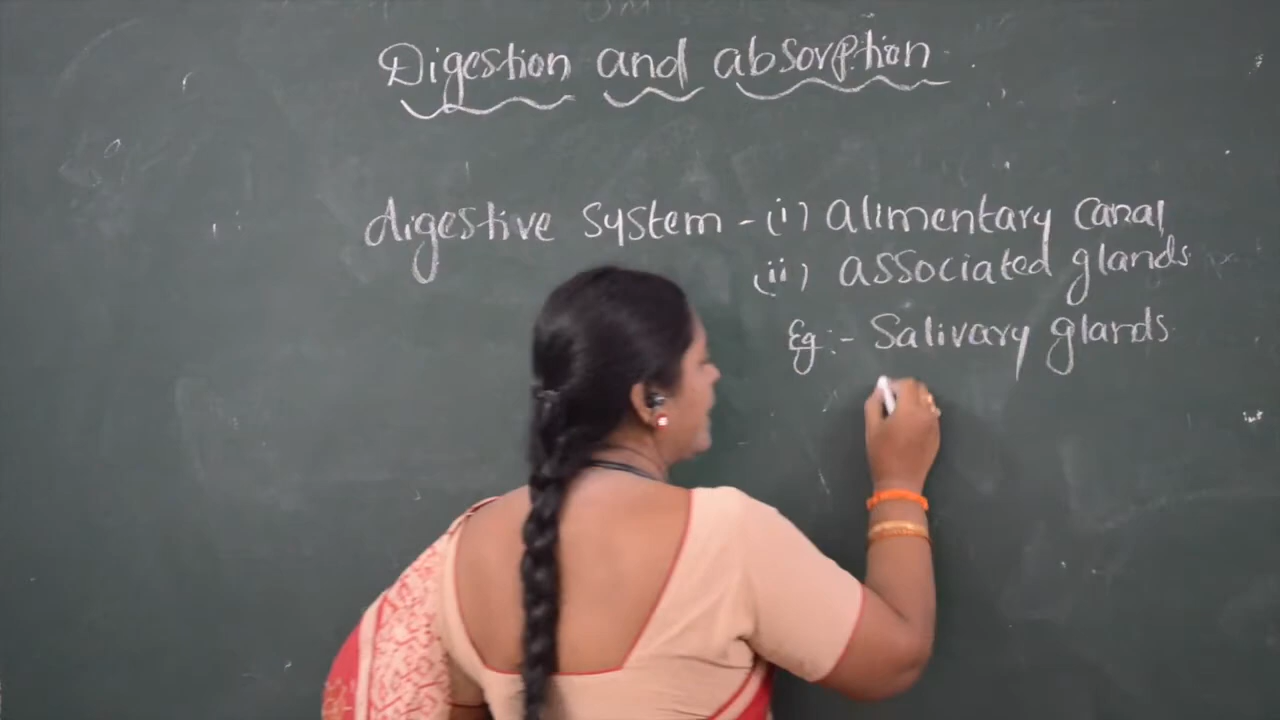 Digestion and absorption
digestive system - (i) alimentary canal
(ii) associated glands
Eg:- Salivary glands